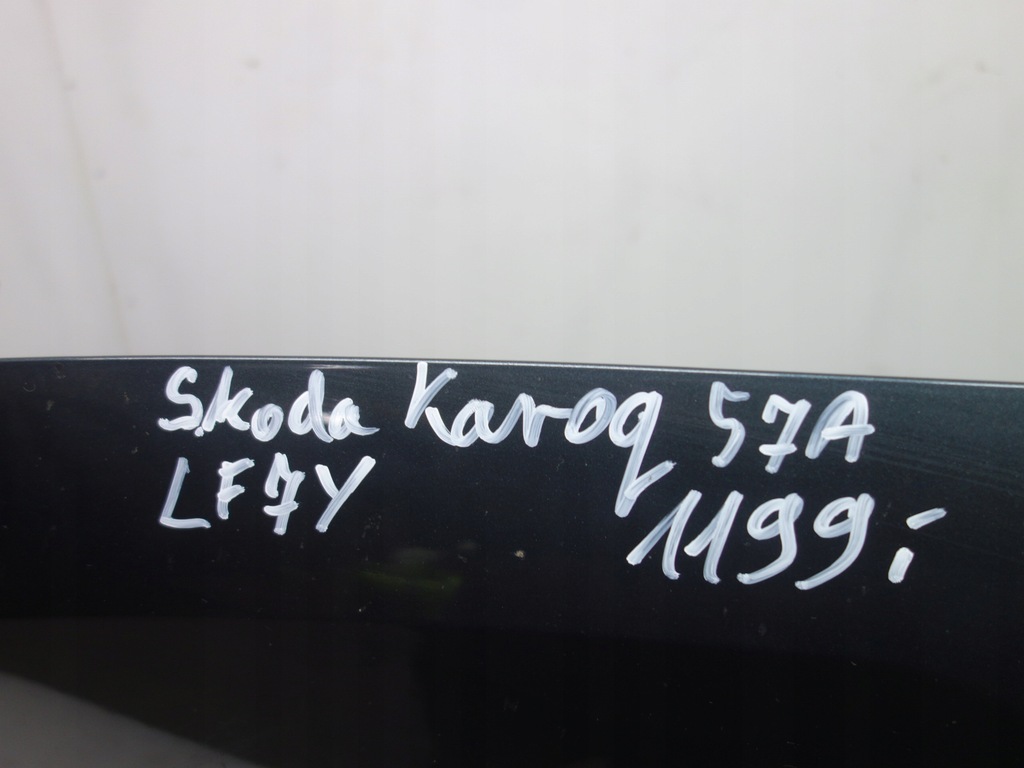 Skoda Karoq 57A
LF7Y 1199,-